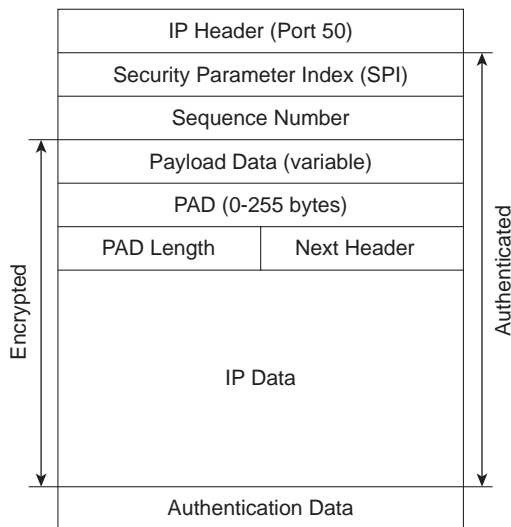 IP Header (Port 50)
Security Parameter Index (SPI)
Sequence Number
Payload Data (variable)
PAD (0-255 bytes)
PAD Length
Next Header
Encrypted
IP Data
Authenticated
Authentication Data